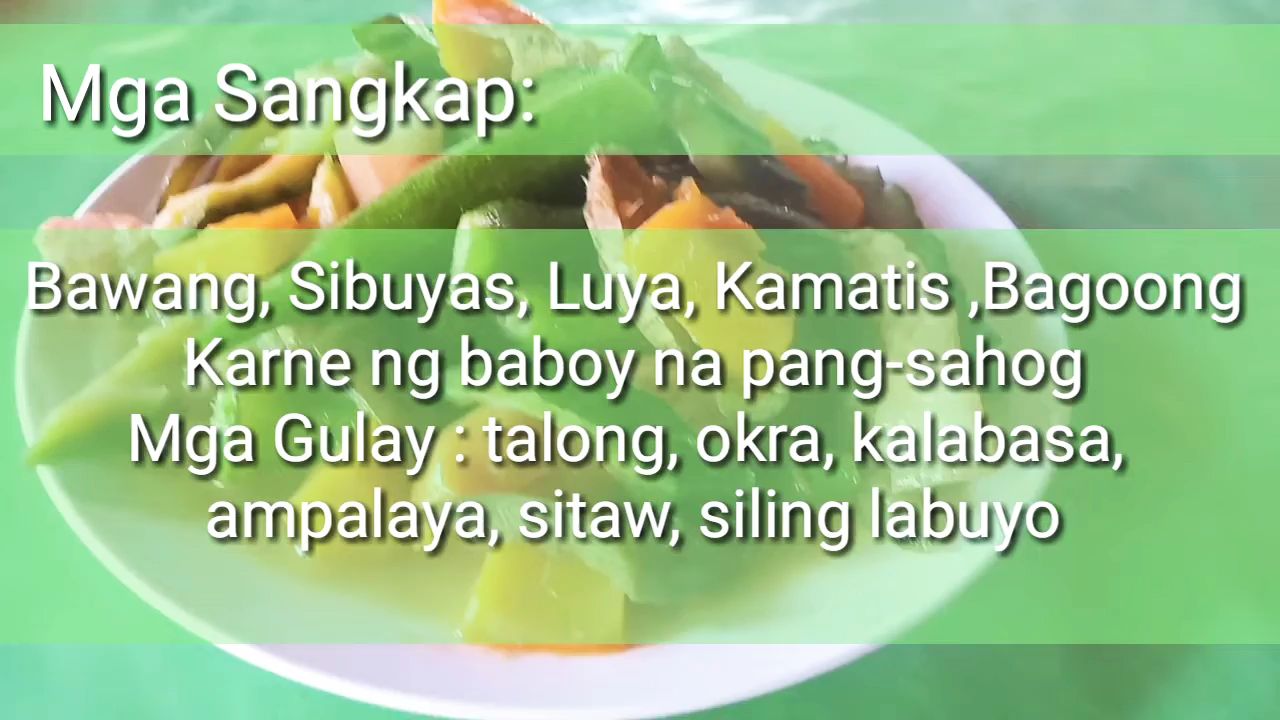 Mga Sangkap:
Bawang, Sibuyas, Luya, Kamatis ,Bagoong
Karne ng baboy na pang-sahog
Mga Gulay : talong, okra, kalabasa,
ampalaya, sitaw, siling labuyo